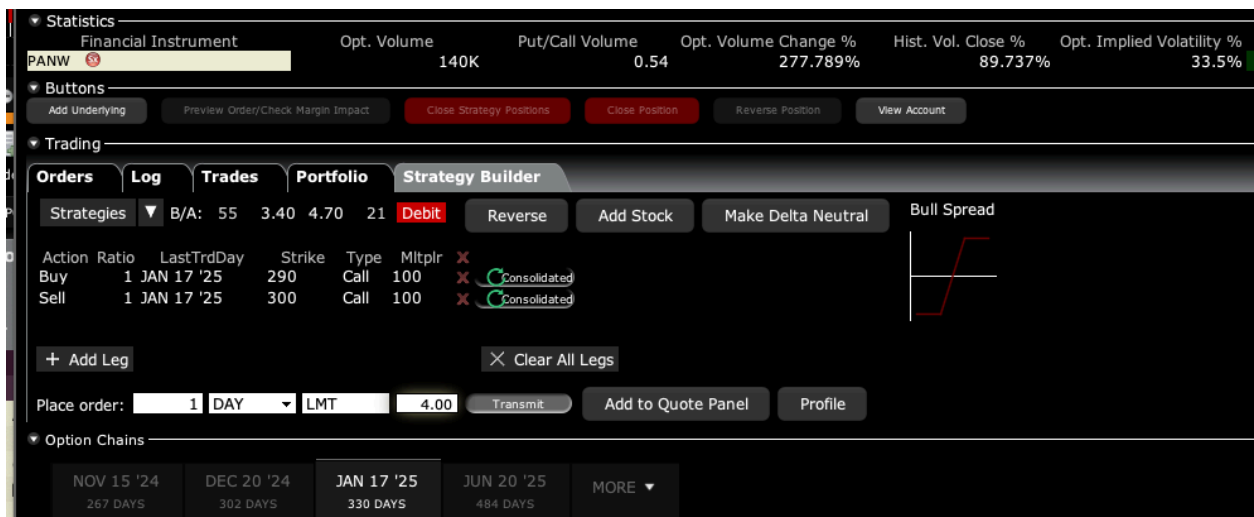 Statistics
Financial Instrument Opt. Volume Put/Call Volume Opt. Volume Change % Hist. Vol. Close % Opt. Implied Volatility %
PANW 140K 0.54 277.789% 89.737% 33.5%
Buttons
Add Underlying Preview Order/Check Margin Impact Close Strategy Positions Close Position Reverse Position View Account
Trading
Orders Log Trades Portfolio Strategy Builder
Strategies B/A: 55 3.40 4.70 21 Debit Reverse Add Stock Make Delta Neutral Bull Spread
Action Ratio LastTrdDay Strike Type Mltplr
Buy 1 JAN 17 '25 290 Call 100 Consolidated
Sell 1 JAN 17 '25 300 Call 100 Consolidated
+ Add Leg Clear All Legs
Place order: 1 DAY LMT 4.00 Transmit Add to Quote Panel Profile
Option Chains
NOV 15 '24 DEC 20 '24 JAN 17 '25 JUN 20 '25 MORE
267 DAYS 302 DAYS 330 DAYS 484 DAYS